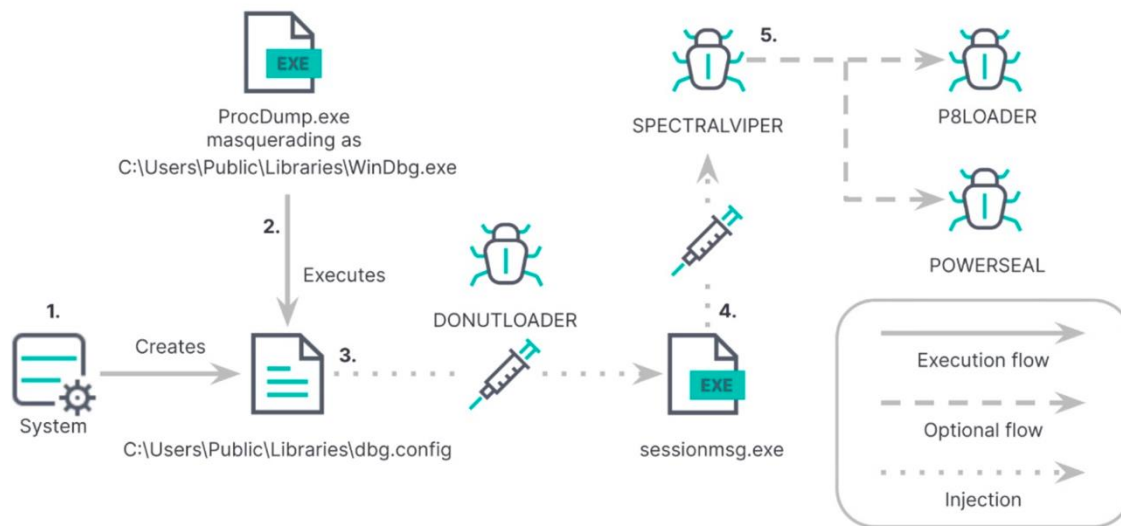 EXE
ProcDump.exe
masquerading as
C:\Users\Public\Libraries\WinDbg.exe
2.
Executes
1.
Creates
System
C:\Users\Public\Libraries\dbg.config
3.
DONUTLOADER
EXE
sessionmsg.exe
4.
SPECTRALVIPER
5.
P8LOADER
POWERSEAL
Execution flow
Optional flow
Injection